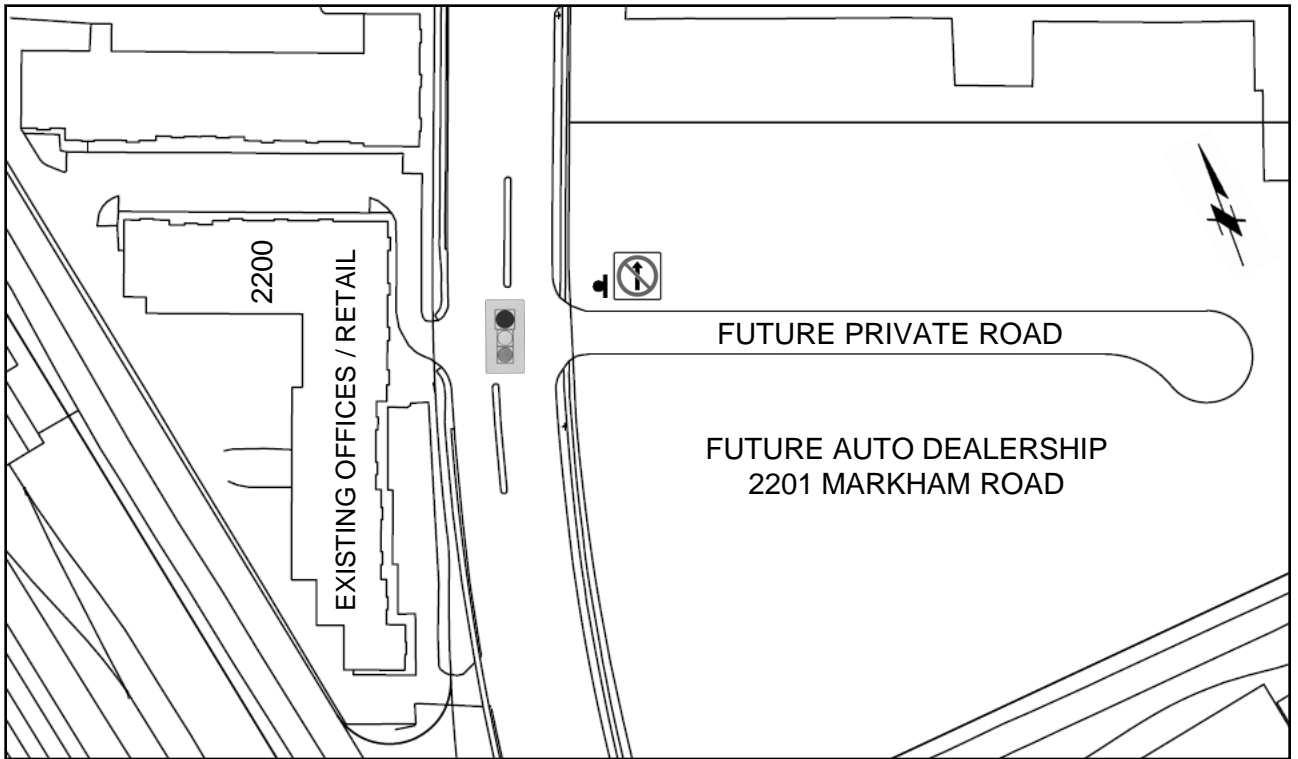 2200
EXISTING OFFICES / RETAIL
FUTURE PRIVATE ROAD
FUTURE AUTO DEALERSHIP
2201 MARKHAM ROAD